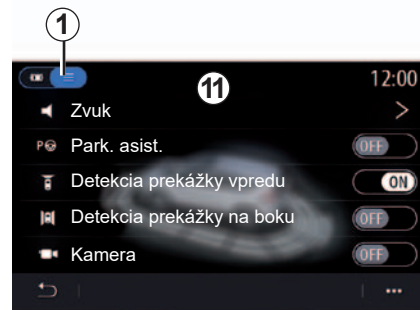 1
11
12:00
Zvuk
P Park. asist. OFF
Detekcia prekážky vpredu ON
Detekcia prekážky na boku OFF
Kamera OFF